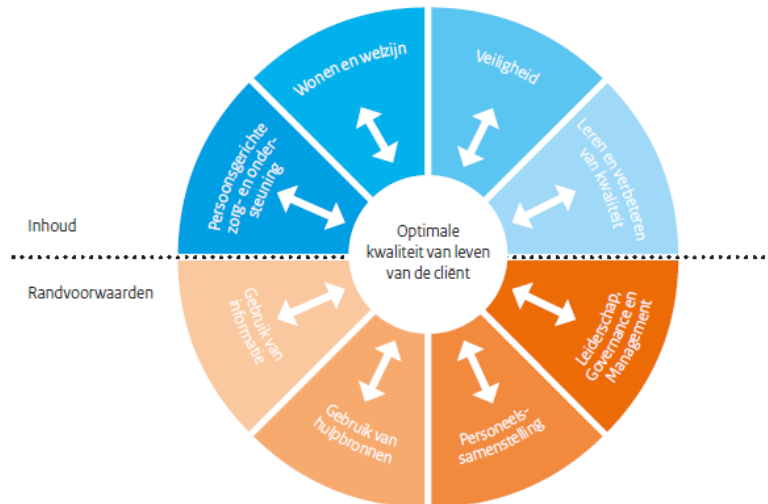 Wonen en welzijn
Veiligheid
Persoonsgerichte
zorg- en onder-
steuning
Leren en verbeteren
van kwaliteit
Inhoud
Optimale
kwaliteit van leven
van de cliënt
Randvoorwaarden
Gebruik van
informatie
Leiderschap,
Governance en
Management
Gebruik van
hulpbronnen
Personeels-
samenstelling